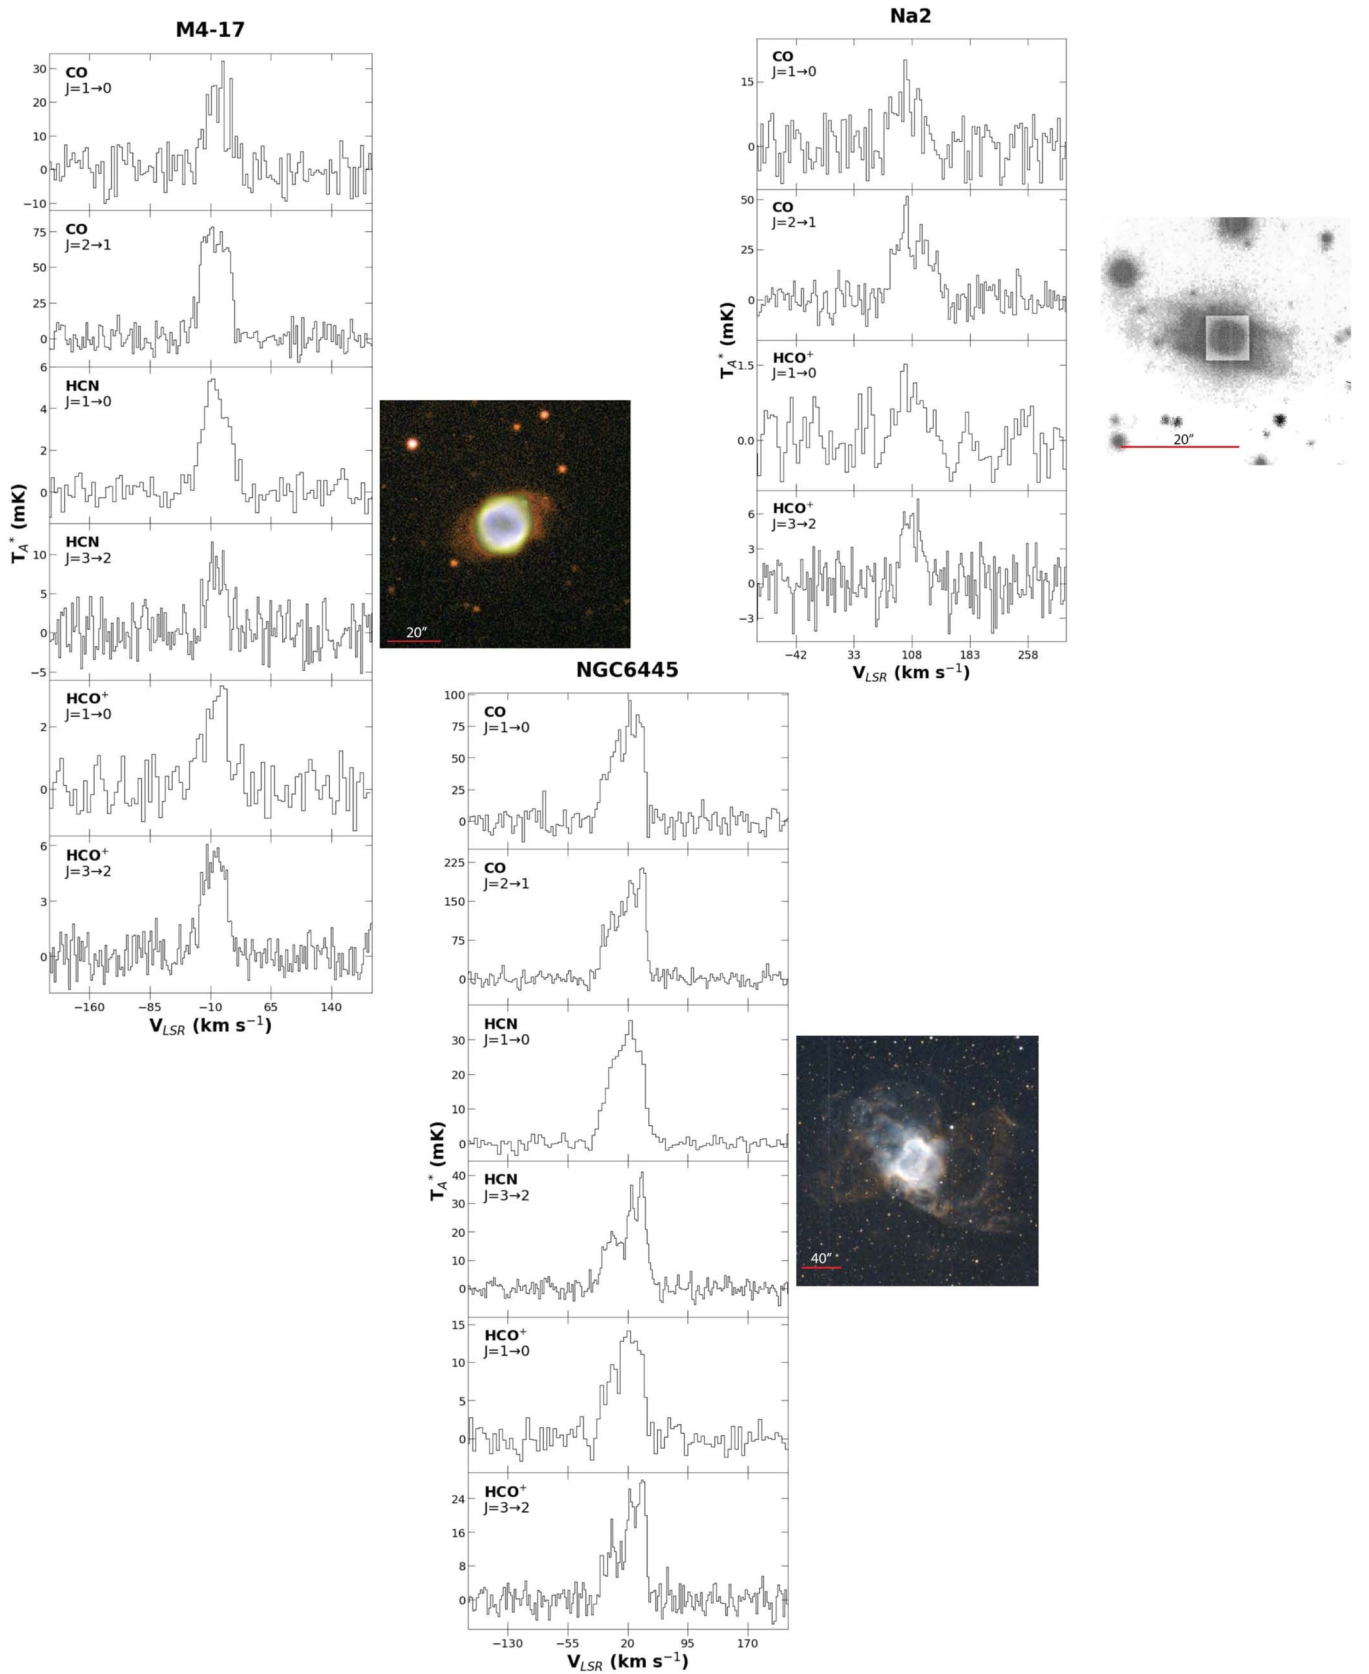 M4-17
CO
J=1→0
30
20
10
0
−10
CO
J=2→1
75
50
25
0
HCN
J=1→0
6
4
2
0
HCN
J=3→2
10
5
0
−5
HCO⁺
J=1→0
2
0
HCO⁺
J=3→2
6
3
0
T_A* (mK)
−160 −85 −10 65 140
V_LSR (km s⁻¹)
20″
Na2
CO
J=1→0
15
0
CO
J=2→1
50
25
0
HCO⁺
J=1→0
1.5
0.0
HCO⁺
J=3→2
6
3
0
−3
T_A* (mK)
−42 33 108 183 258
V_LSR (km s⁻¹)
20″
NGC6445
CO
J=1→0
100
75
50
25
0
CO
J=2→1
225
150
75
0
HCN
J=1→0
30
20
10
0
HCN
J=3→2
40
30
20
10
0
HCO⁺
J=1→0
15
10
5
0
HCO⁺
J=3→2
24
16
8
0
T_A* (mK)
−130 −55 20 95 170
V_LSR (km s⁻¹)
40″